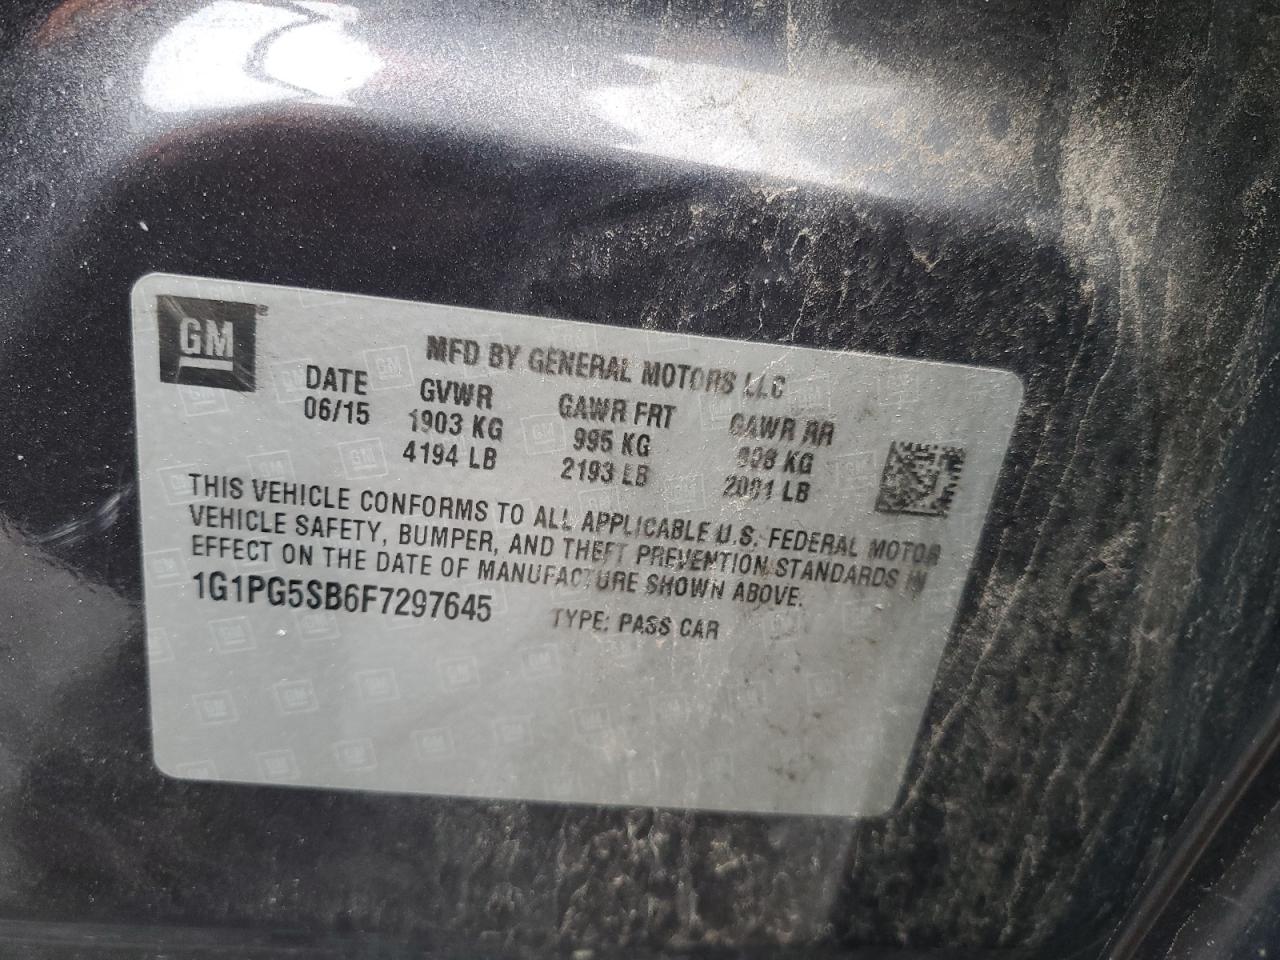 GM
MFD BY GENERAL MOTORS LLC
DATE GVWR GAWR FRT GAWR RR
06/15 1903 KG 995 KG KG
4194 LB 2193 LB LB
THIS VEHICLE CONFORMS TO ALL APPLICABLE U.S. FEDERAL MOTOR
VEHICLE SAFETY, BUMPER, AND THEFT PREVENTION STANDARDS IN
EFFECT ON THE DATE OF MANUFACTURE SHOWN ABOVE.
1G1PG5SB6F7297645 TYPE: PASS CAR